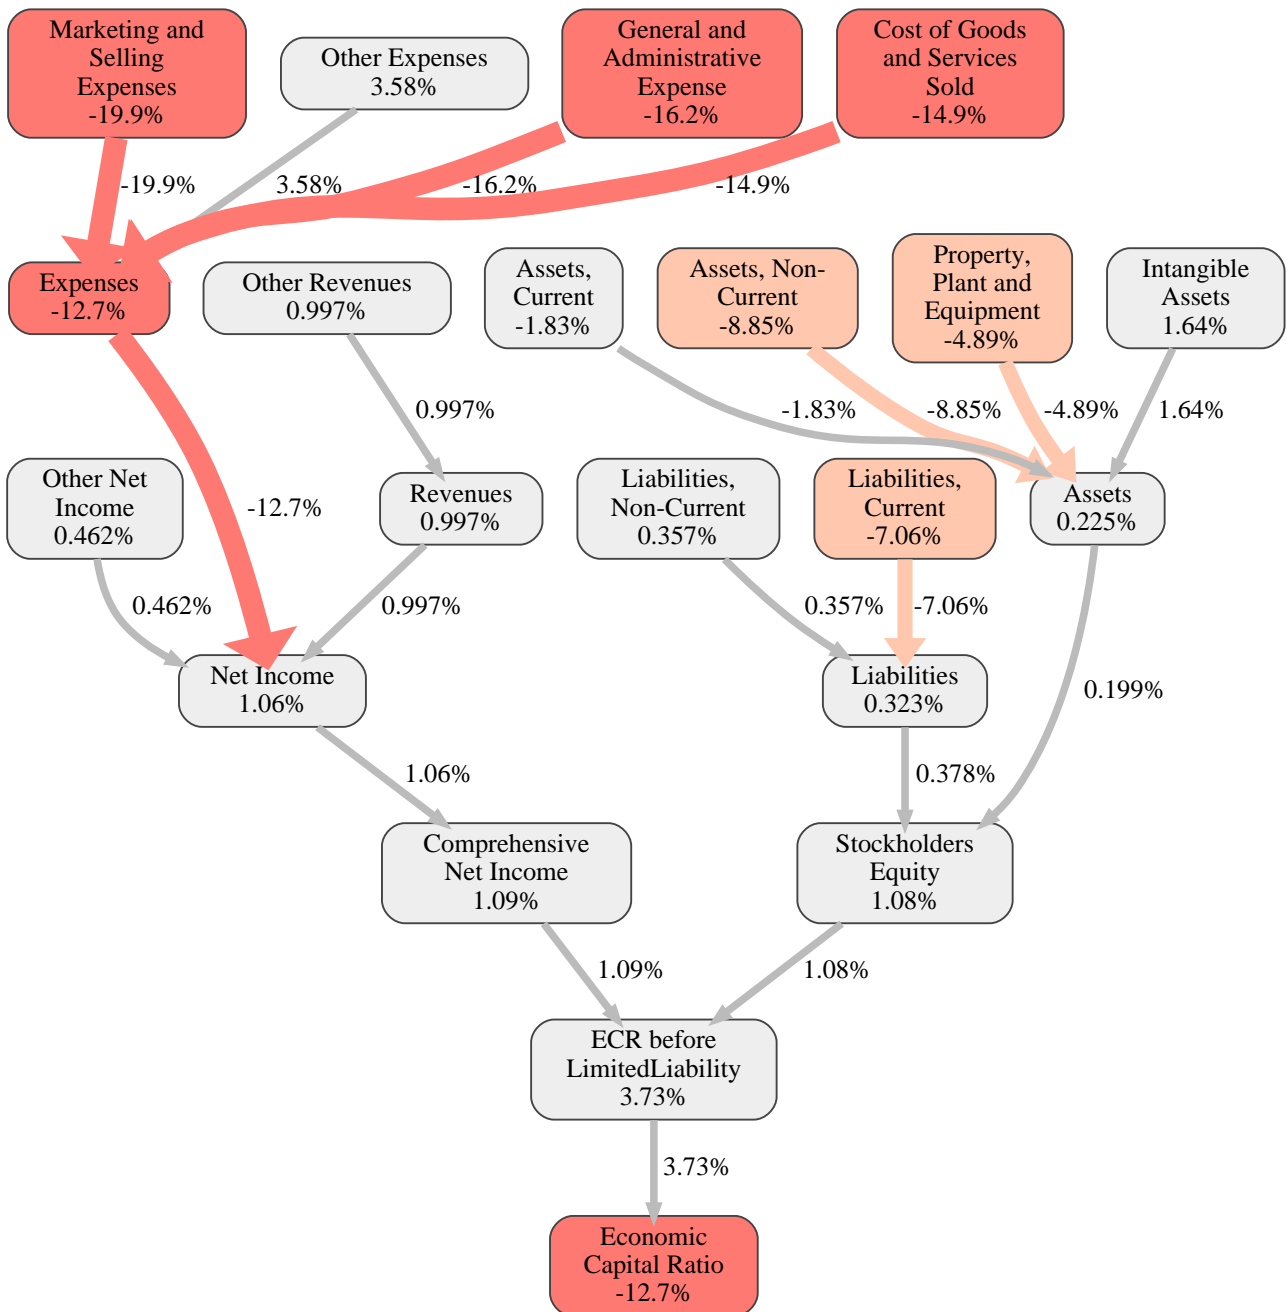 Marketing and
Selling
Expenses
-19.9%
Other Expenses
3.58%
General and
Administrative
Expense
-16.2%
Cost of Goods
and Services
Sold
-14.9%
-19.9%
3.58%
-16.2%
-14.9%
Expenses
-12.7%
Other Revenues
0.997%
Assets,
Current
-1.83%
Assets, Non-
Current
-8.85%
Property,
Plant and
Equipment
-4.89%
Intangible
Assets
1.64%
0.997%
-1.83%
-8.85%
-4.89%
1.64%
Other Net
Income
0.462%
-12.7%
Revenues
0.997%
Liabilities,
Non-Current
0.357%
Liabilities,
Current
-7.06%
Assets
0.225%
0.462%
0.997%
0.357%
-7.06%
Net Income
1.06%
Liabilities
0.323%
0.199%
1.06%
0.378%
Comprehensive
Net Income
1.09%
Stockholders
Equity
1.08%
1.09%
1.08%
ECR before
LimitedLiability
3.73%
3.73%
Economic
Capital Ratio
-12.7%